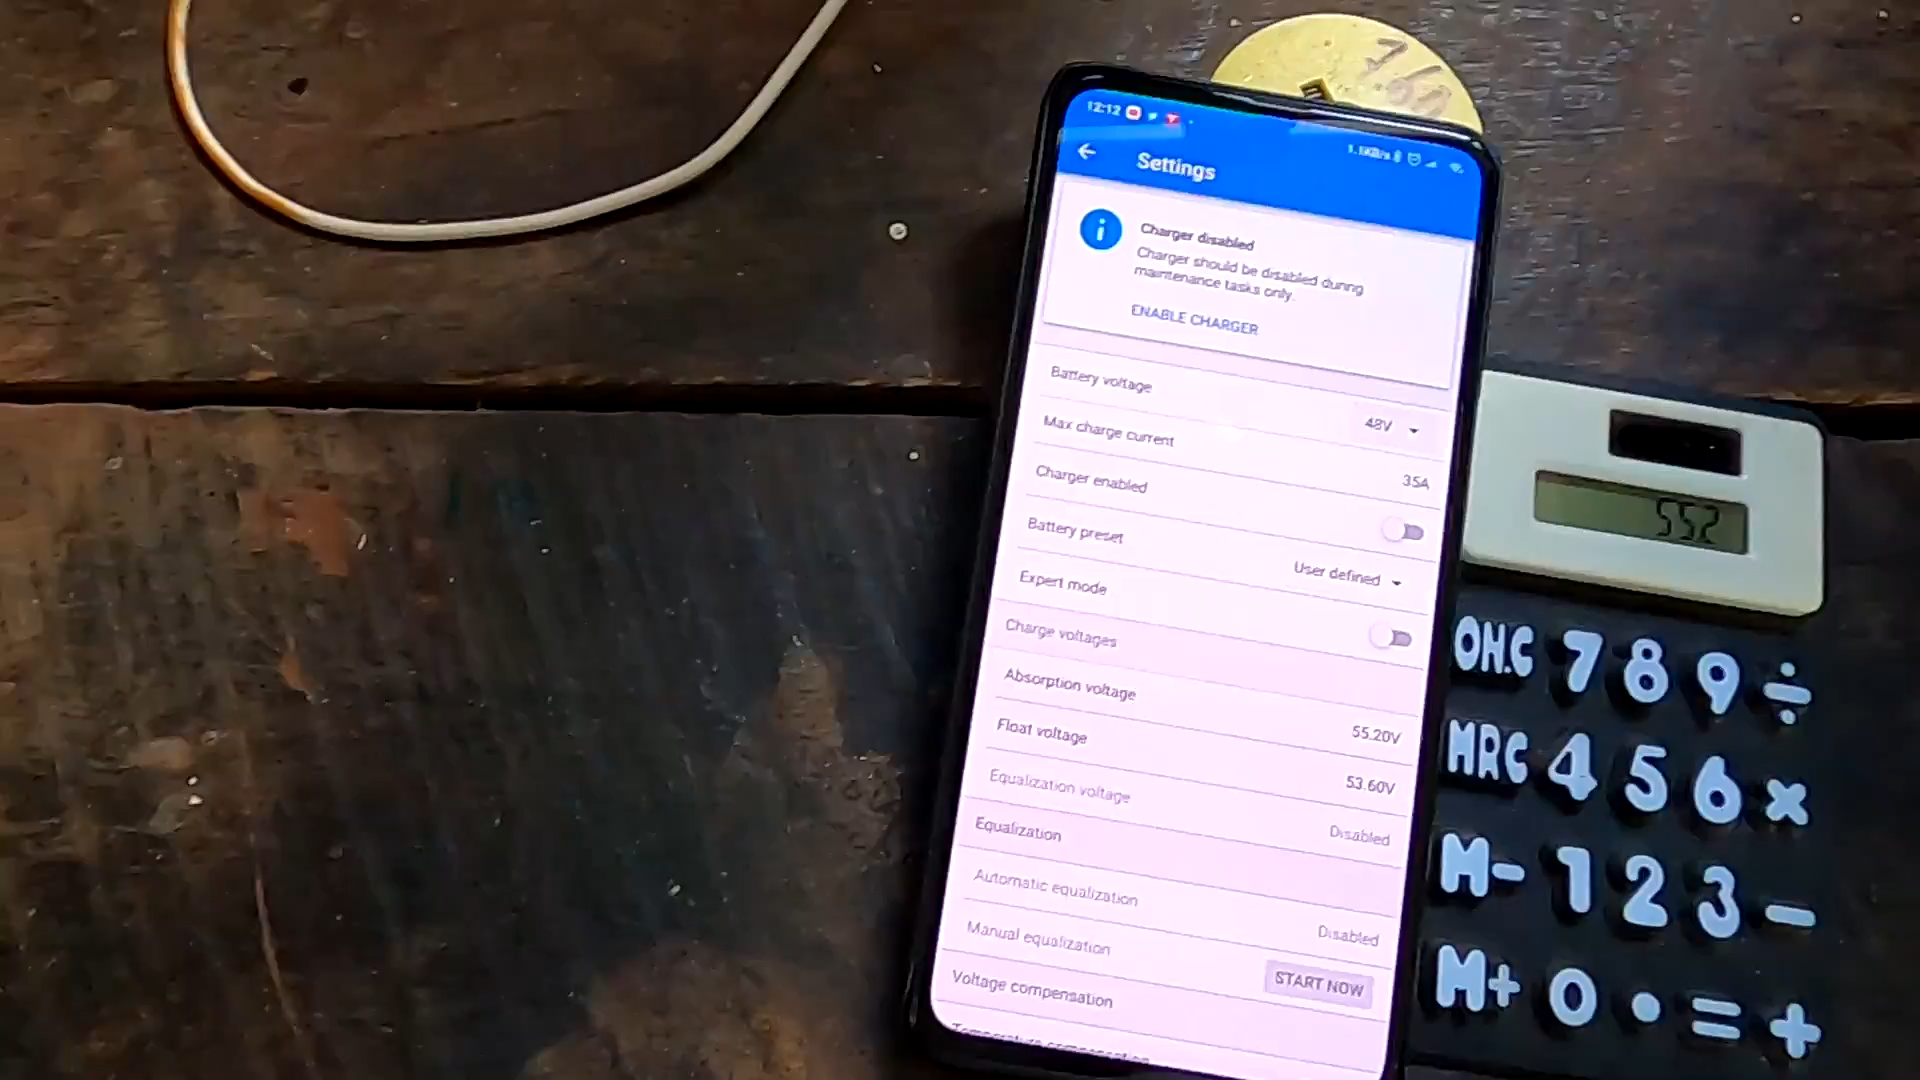 760
12:12
Settings
Charger disabled
Charger should be disabled during
maintenance tasks only.
ENABLE CHARGER
Battery voltage
48V
Max charge current
35A
Charger enabled
Battery preset
User defined
Expert mode
Charge voltages
Absorption voltage
55.20V
Float voltage
53.60V
Equalization voltage
Disabled
Equalization
Automatic equalization
Disabled
Manual equalization
START NOW
Voltage compensation
Temperature compensation
552
ON.C 7 8 9 ÷
MRC 4 5 6 ×
M- 1 2 3 −
M+ 0 • = +